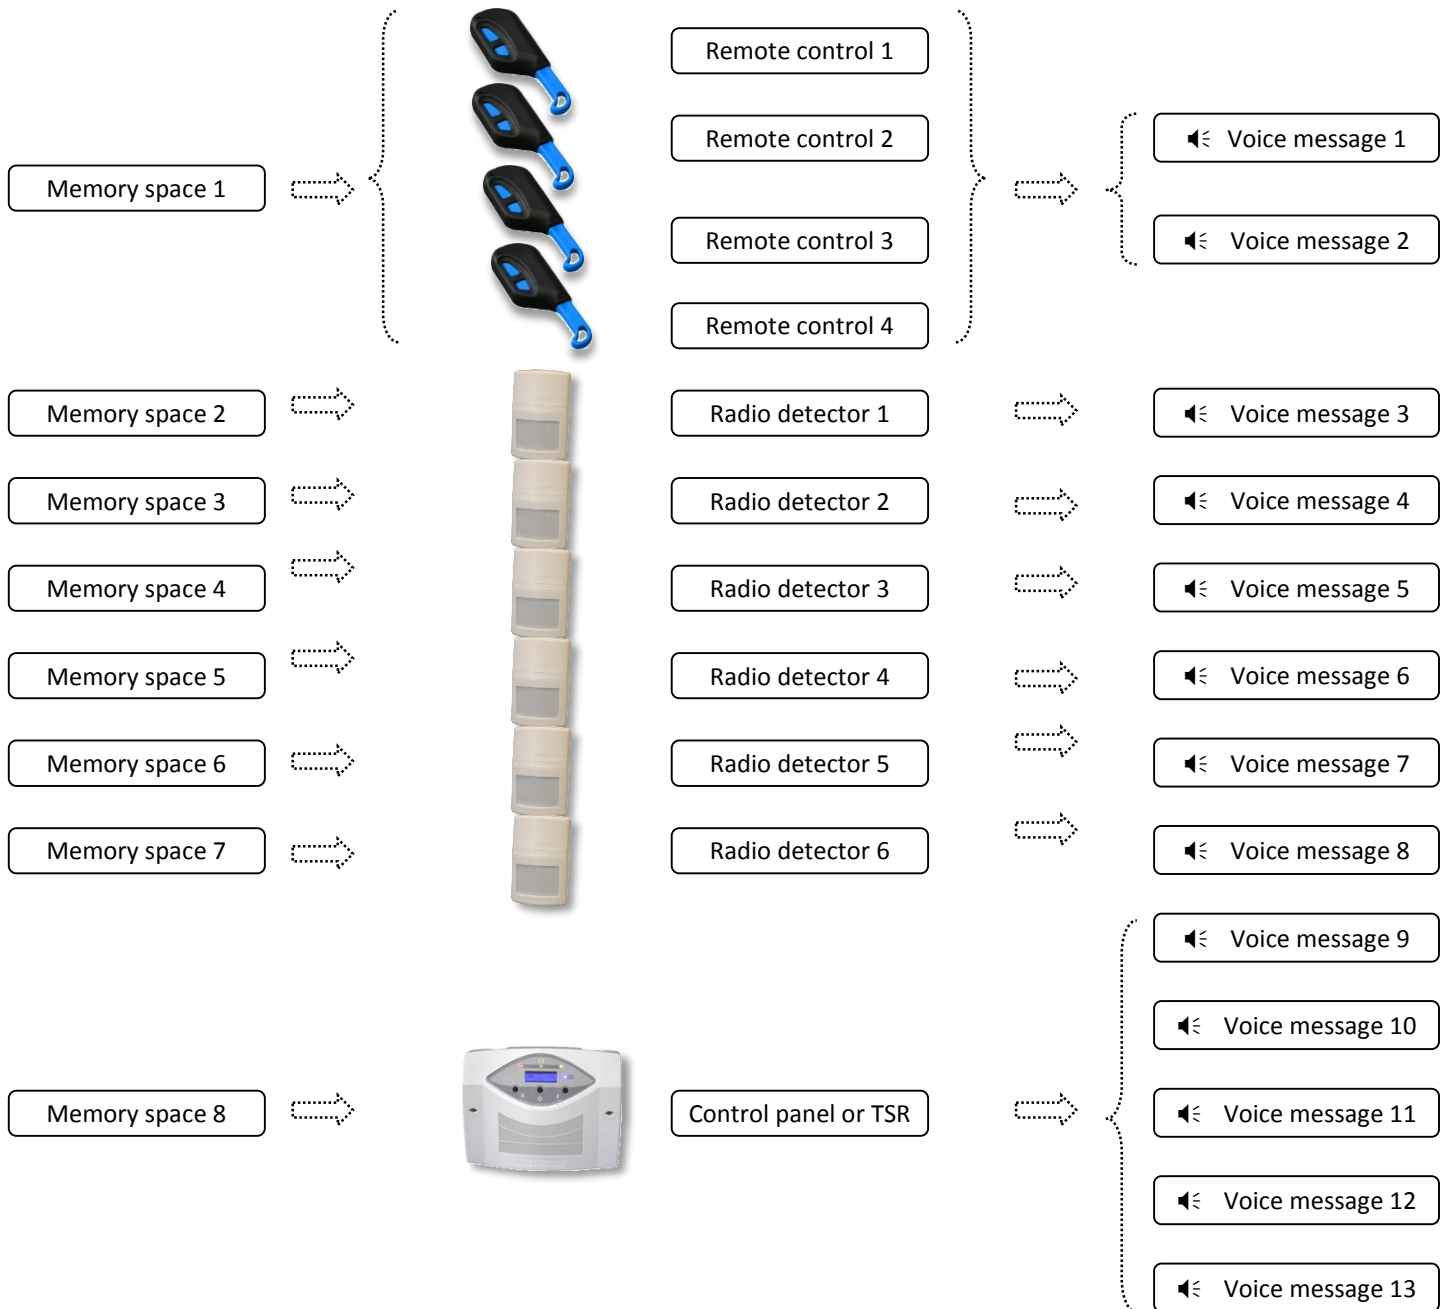 Remote control 1
Remote control 2
Voice message 1
Memory space 1
Remote control 3
Voice message 2
Remote control 4
Memory space 2
Radio detector 1
Voice message 3
Memory space 3
Radio detector 2
Voice message 4
Memory space 4
Radio detector 3
Voice message 5
Memory space 5
Radio detector 4
Voice message 6
Memory space 6
Radio detector 5
Voice message 7
Memory space 7
Radio detector 6
Voice message 8
Voice message 9
Voice message 10
Memory space 8
Control panel or TSR
Voice message 11
Voice message 12
Voice message 13